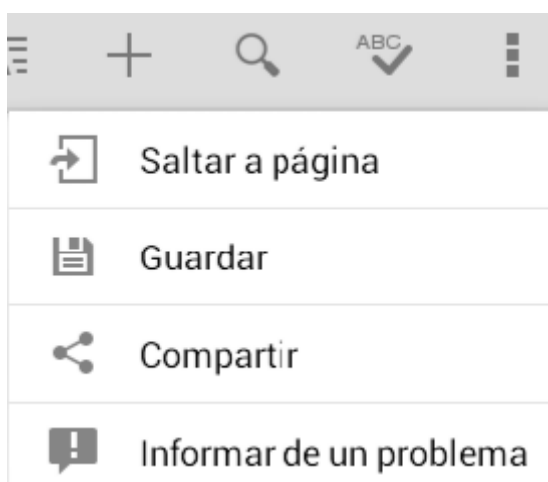 ABC
Saltar a página
Guardar
Compartir
Informar de un problema